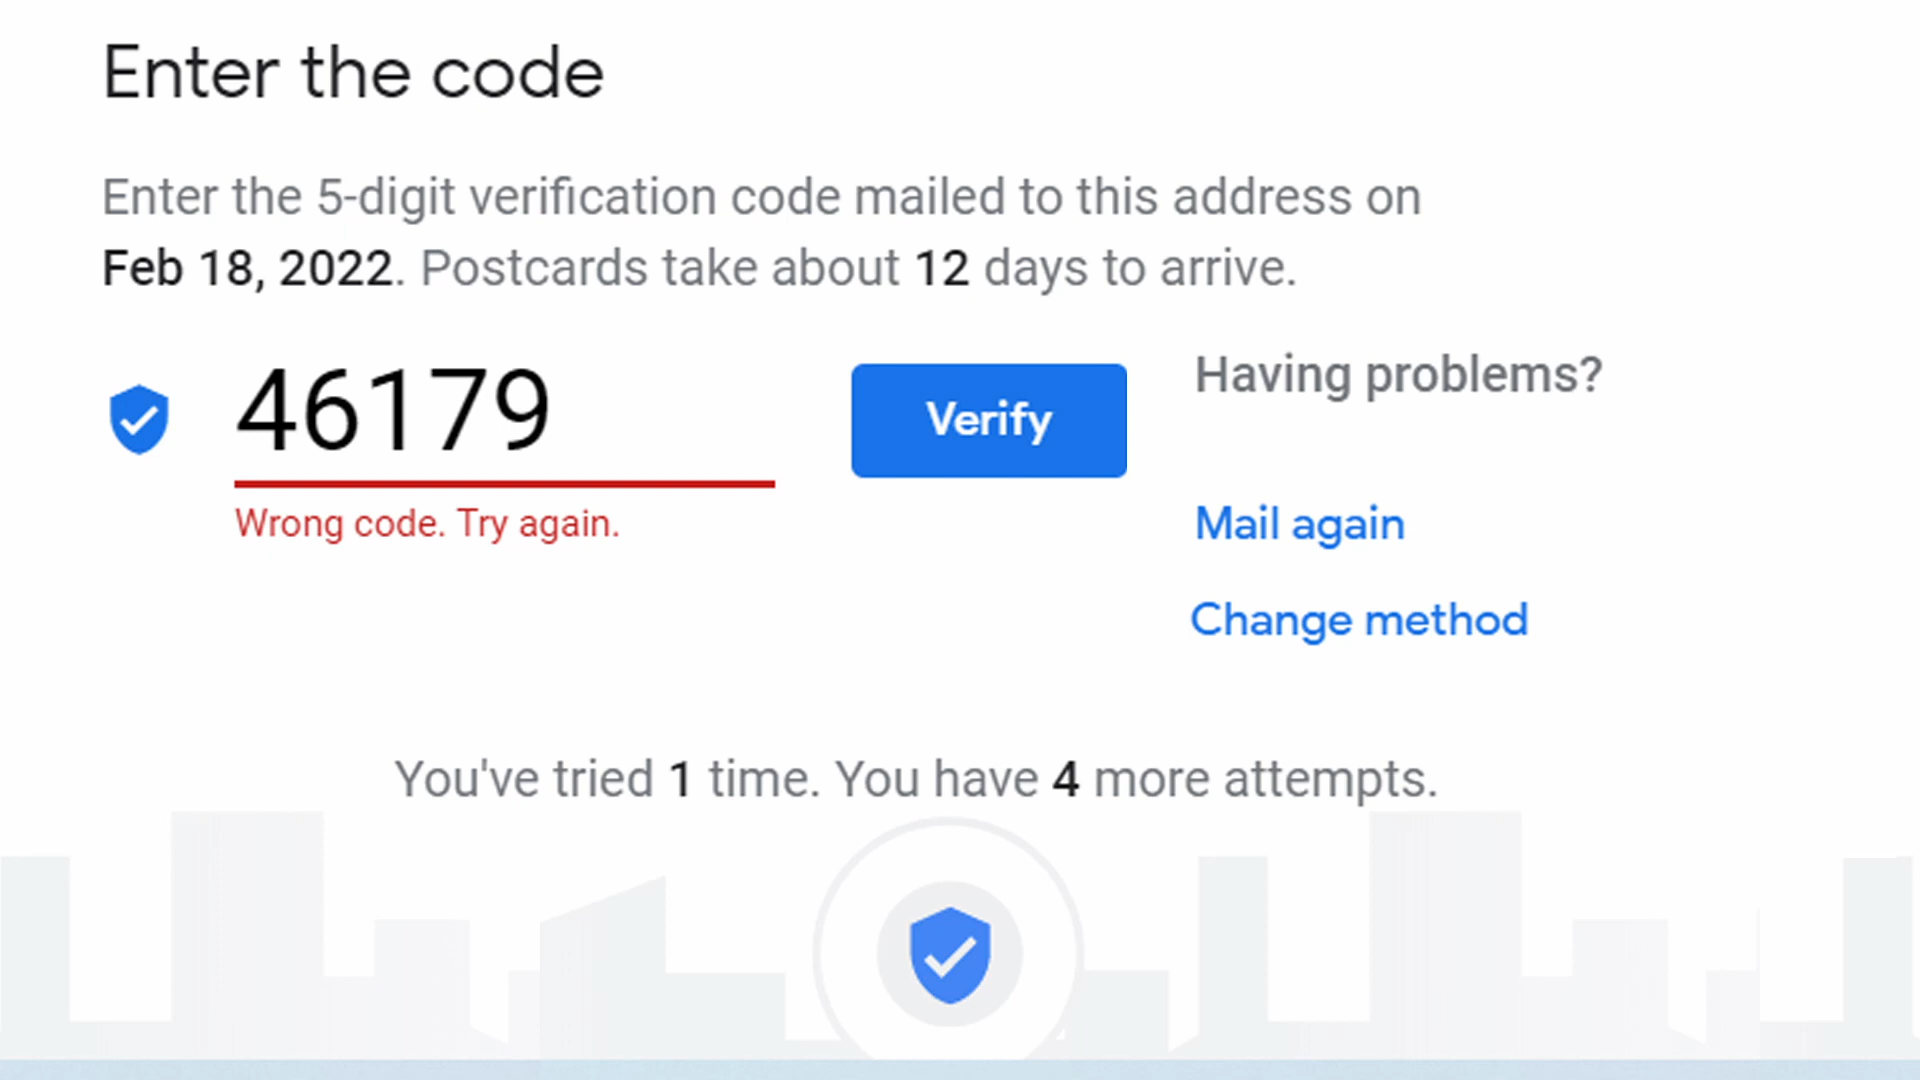 Enter the code
Enter the 5-digit verification code mailed to this address on
Feb 18, 2022. Postcards take about 12 days to arrive.
46179
Verify
Having problems?
Wrong code. Try again.
Mail again
Change method
You've tried 1 time. You have 4 more attempts.